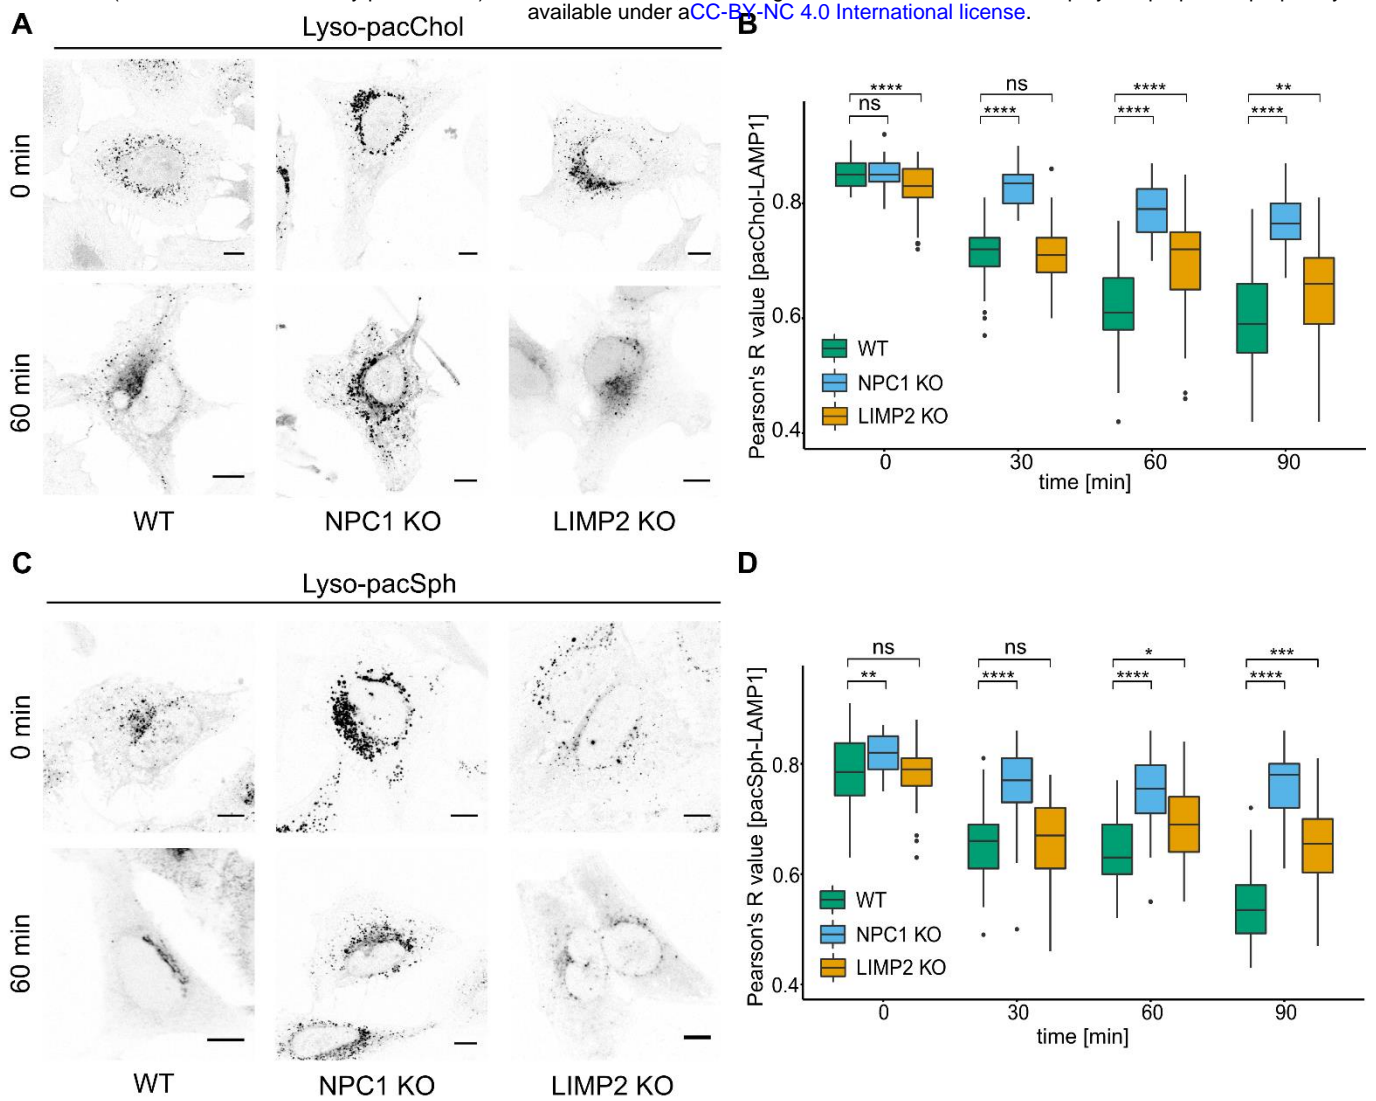 available under aCC-BY-NC 4.0 International license.
A
Lyso-pacChol
0 min
60 min
WT
NPC1 KO
LIMP2 KO
B
Pearson's R value [pacChol-LAMP1]
0.8
0.6
0.4
ns
****
****
ns
****
****
****
**
WT
NPC1 KO
LIMP2 KO
0
30
60
90
time [min]
C
Lyso-pacSph
0 min
60 min
WT
NPC1 KO
LIMP2 KO
D
Pearson's R value [pacSph-LAMP1]
0.8
0.6
0.4
ns
**
ns
****
*
****
***
****
WT
NPC1 KO
LIMP2 KO
0
30
60
90
time [min]